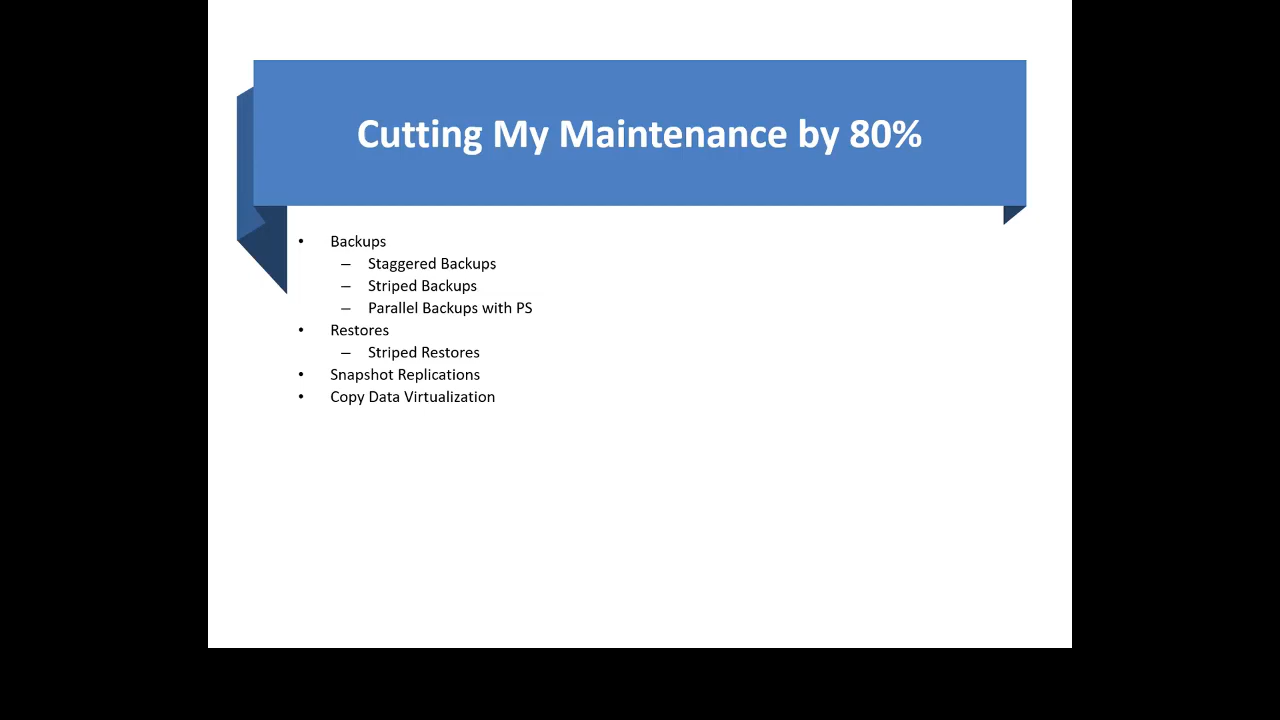 Cutting My Maintenance by 80%
• Backups
– Staggered Backups
– Striped Backups
– Parallel Backups with PS
• Restores
– Striped Restores
• Snapshot Replications
• Copy Data Virtualization